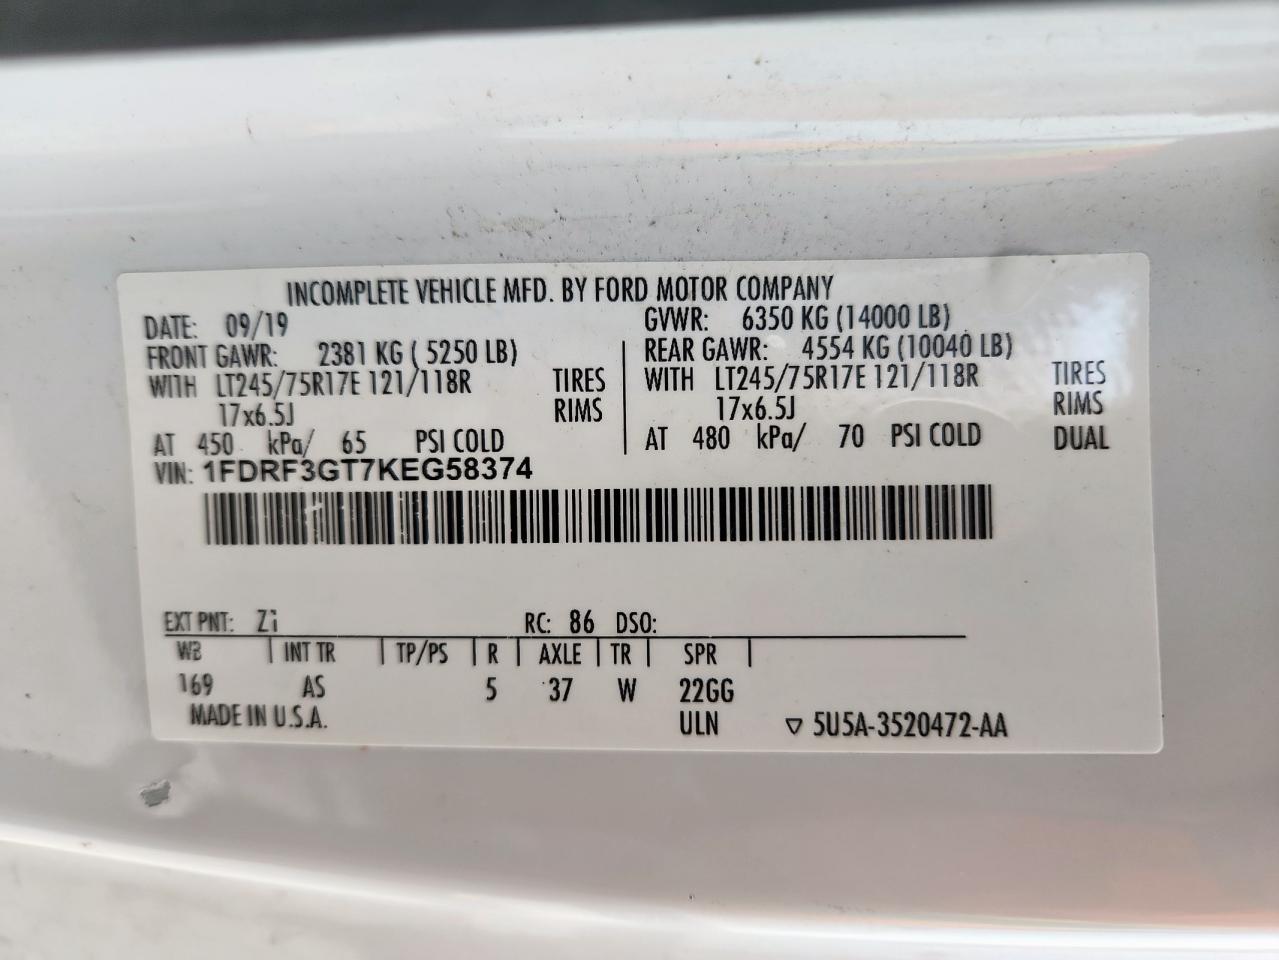 INCOMPLETE VEHICLE MFD. BY FORD MOTOR COMPANY
DATE: 09/19 GVWR: 6350 KG (14000 LB)
FRONT GAWR: 2381 KG ( 5250 LB) REAR GAWR: 4554 KG (10040 LB)
WITH LT245/75R17E 121/118R TIRES WITH LT245/75R17E 121/118R TIRES
17x6.5J RIMS 17x6.5J RIMS
AT 450 kPa/ 65 PSI COLD AT 480 kPa/ 70 PSI COLD DUAL
VIN: 1FDRF3GT7KEG58374
EXT PNT: Z1 RC: 86 DSO:
WB INT TR TP/PS R AXLE TR SPR
169 AS 5 37 W 22GG
MADE IN U.S.A. ULN ▽ 5U5A-3520472-AA